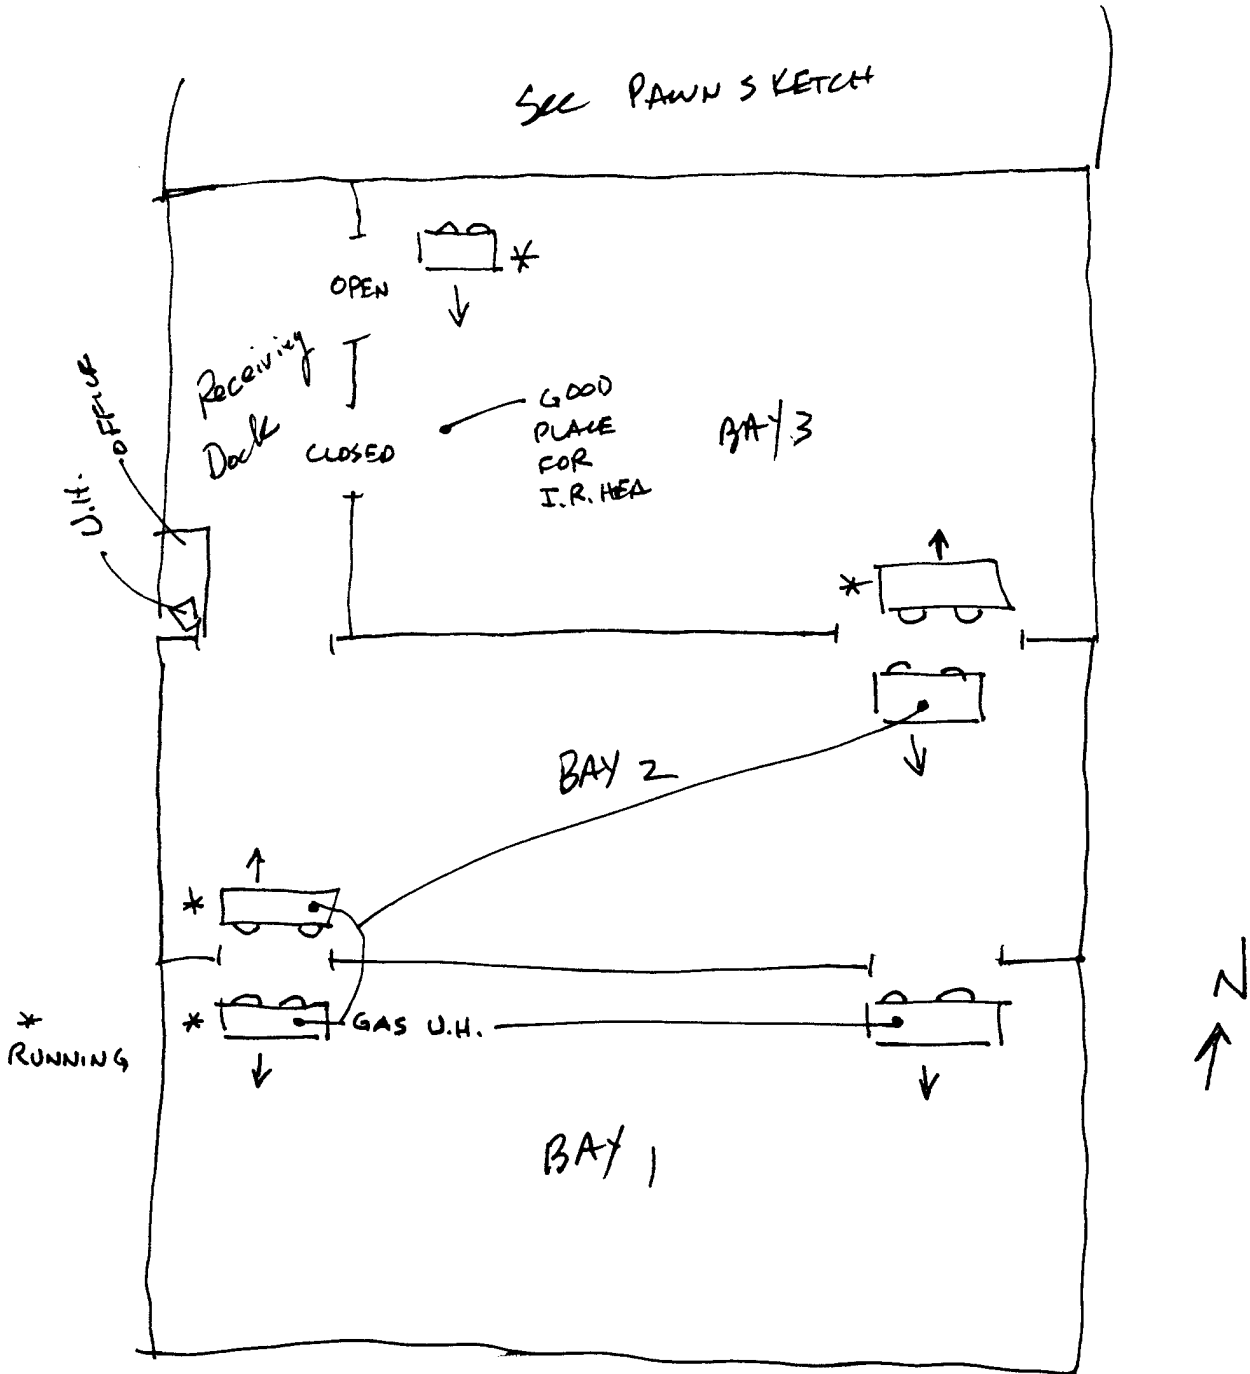 See PAWN SKETCH
*
OPEN
Receiving
Dock
OFFICE
U.H.
CLOSED
GOOD
PLACE
FOR
I.R. HEA
BAY 3
*
BAY 2
*
*
GAS U.H.
*
RUNNING
N
BAY 1